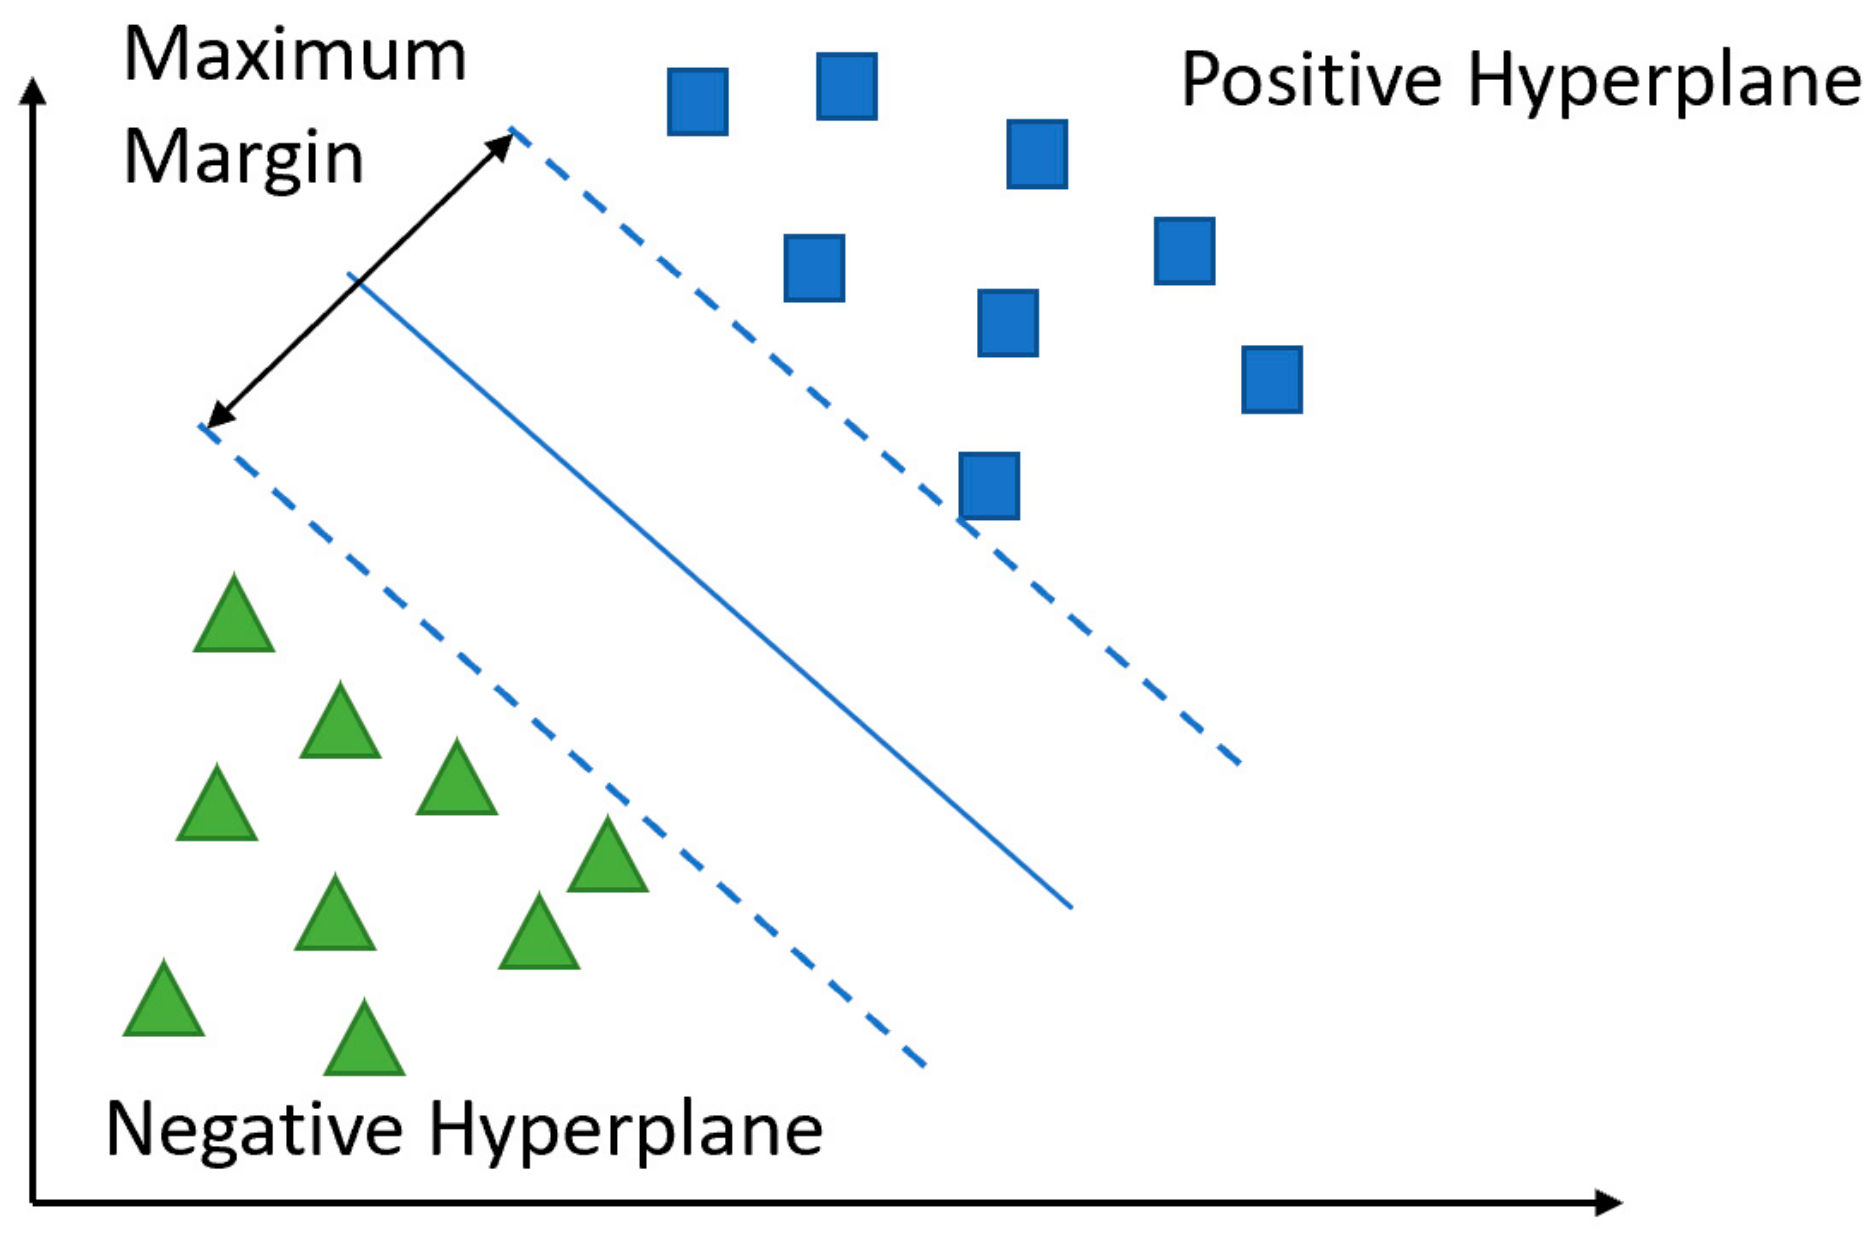 Maximum
Margin
Positive Hyperplane
Negative Hyperplane